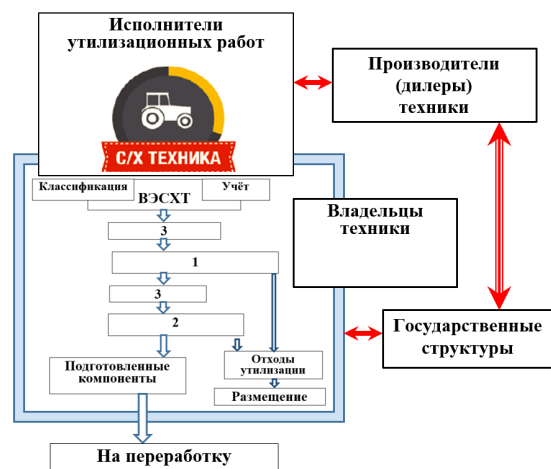 Исполнители
утилизационных работ
С/Х ТЕХНИКА
Производители
(дилеры)
техники
Классификация
ВЭСХТ
Учёт
3
1
3
2
Владельцы
техники
Государственные
структуры
Подготовленные
компоненты
Отходы
утилизации
Размещение
На переработку